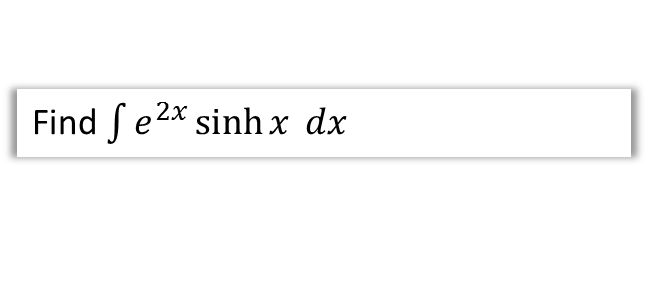 Find ∫ e^{2x} sinh x dx